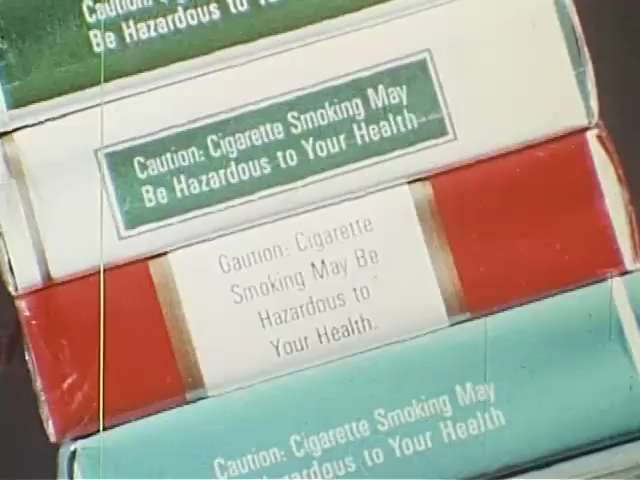 Caution:
Be Hazardous to
Caution: Cigarette Smoking May
Be Hazardous to Your Health
Caution: Cigarette
Smoking May Be
Hazardous to
Your Health.
Caution: Cigarette Smoking May
Hazardous to Your Health